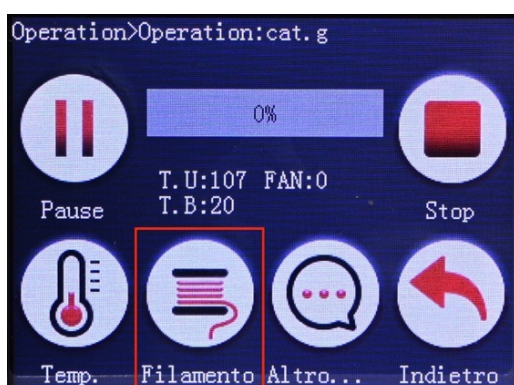 Operation>Operation:cat.g
0%
T.U:107 FAN:0
T.B:20
Pause
Stop
Temp.
Filamento
Altro...
Indietro